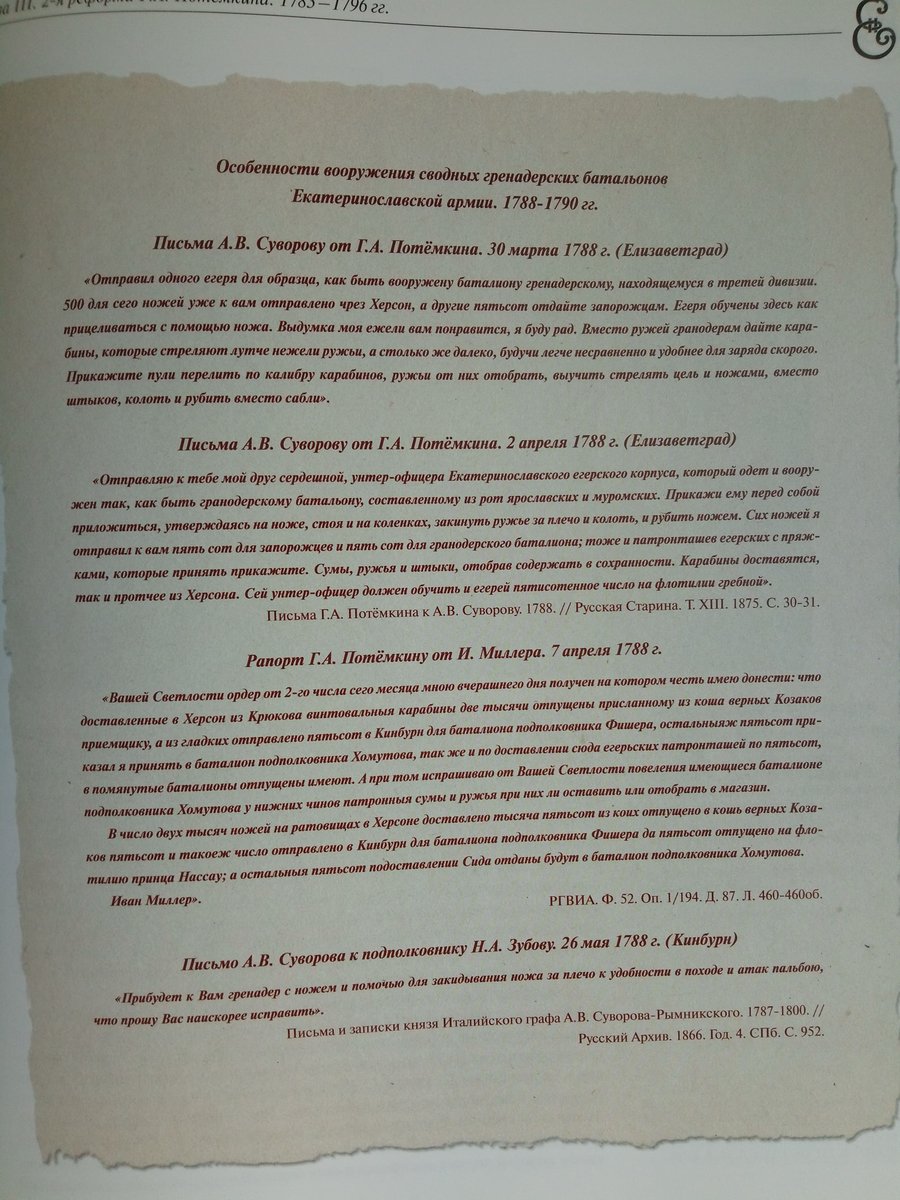 III. 2-я реформа Г.А. Потёмкина. 1783–1796 гг.
Особенности вооружения сводных гренадерских батальонов
Екатеринославской армии. 1788-1790 гг.
Письма А.В. Суворову от Г.А. Потёмкина. 30 марта 1788 г. (Елизаветград)
«Отправил одного егеря для образца, как быть вооружену баталиону гренадерскому, находящемуся в третей дивизии.
500 для сего ножей уже к вам отправлено чрез Херсон, а другие пятьсот отдайте запорожцам. Егеря обучены здесь как
прицеливаться с помощью ножа. Выдумка моя ежели вам понравится, я буду рад. Вместо ружей гранодерам дайте кара-
бины, которые стреляют лутче нежели ружьи, а столько же далеко, будучи легче несравненно и удобнее для заряда скорого.
Прикажите пули перелить по калибру карабинов, ружьи от них отобрать, выучить стрелять цель и ножами, вместо
штыков, колоть и рубить вместо сабли».
Письма А.В. Суворову от Г.А. Потёмкина. 2 апреля 1788 г. (Елизаветград)
«Отправляю к тебе мой друг сердешной, унтер-офицера Екатеринославского егерского корпуса, который одет и воору-
жен так, как быть гранодерскому батальону, составленному из рот ярославских и муромских. Прикажи ему перед собой
приложиться, утверждаясь на ноже, стоя и на коленках, закинуть ружье за плечо и колоть, и рубить ножем. Сих ножей я
отправил к вам пять сот для запорожцев и пять сот для гранодерского баталиона; тоже и патронташев егерских с пряж-
ками, которые принять прикажите. Сумы, ружья и штыки, отобрав содержать в сохранности. Карабины доставятся,
так и протчее из Херсона. Сей унтер-офицер должен обучить и егерей пятисотенное число на флотилии гребной».
Письма Г.А. Потёмкина к А.В. Суворову. 1788. // Русская Старина. Т. XIII. 1875. С. 30-31.
Рапорт Г.А. Потёмкину от И. Миллера. 7 апреля 1788 г.
«Вашей Светлости ордер от 2-го числа сего месяца мною вчерашнего дня получен на котором честь имею донести: что
доставленные в Херсон из Крюкова винтовальныя карабины две тысячи отпущены присланному из коша верных Козаков
приемщику, а из гладких отправлено пятьсот в Кинбурн для баталиона подполковника Фишера, остальныяж пятьсот при-
казал я принять в баталион подполковника Хомутова, так же и по доставлении сюда егерьских патронташей по пятьсот,
в помянутые баталионы отпущены имеют. А при том испрашиваю от Вашей Светлости повеления имеющиеся баталионе
подполковника Хомутова у нижних чинов патронныя сумы и ружья при них ли оставить или отобрать в магазин.
В число двух тысяч ножей на ратовищах в Херсоне доставлено тысяча пятьсот из коих отпущено в кошь верных Коза-
ков пятьсот и такоеж число отправлено в Кинбурн для баталиона подполковника Фишера да пятьсот отпущено на фло-
тилию принца Нассау; а остальныя пятьсот подоставлении Сида отданы будут в баталион подполковника Хомутова.
Иван Миллер».
РГВИА. Ф. 52. Оп. 1/194. Д. 87. Л. 460-460об.
Письмо А.В. Суворова к подполковнику Н.А. Зубову. 26 мая 1788 г. (Кинбурн)
«Прибудет к Вам гренадер с ножем и помочью для закидывания ножа за плечо к удобности в походе и атак пальбою,
что прошу Вас наискорее исправить».
Письма и записки князя Италийского графа А.В. Суворова-Рымникского. 1787-1800. //
Русский Архив. 1866. Год. 4. СПб. С. 952.